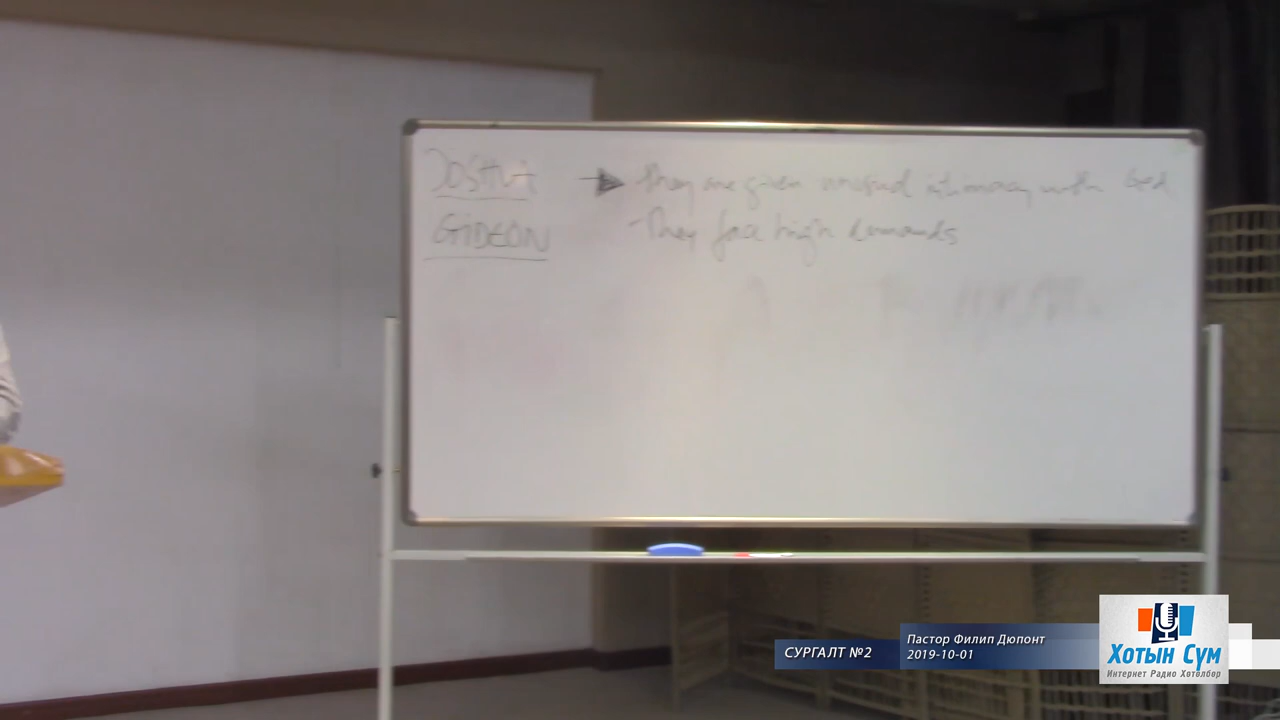 JOSHUA → They are given unusual intimacy with God
GIDEON - They face high demands
СУРГАЛТ №2
Пастор Филип Дюпонт
2019-10-01
Хотын Сүм
Интернет Радио Хөтөлбөр